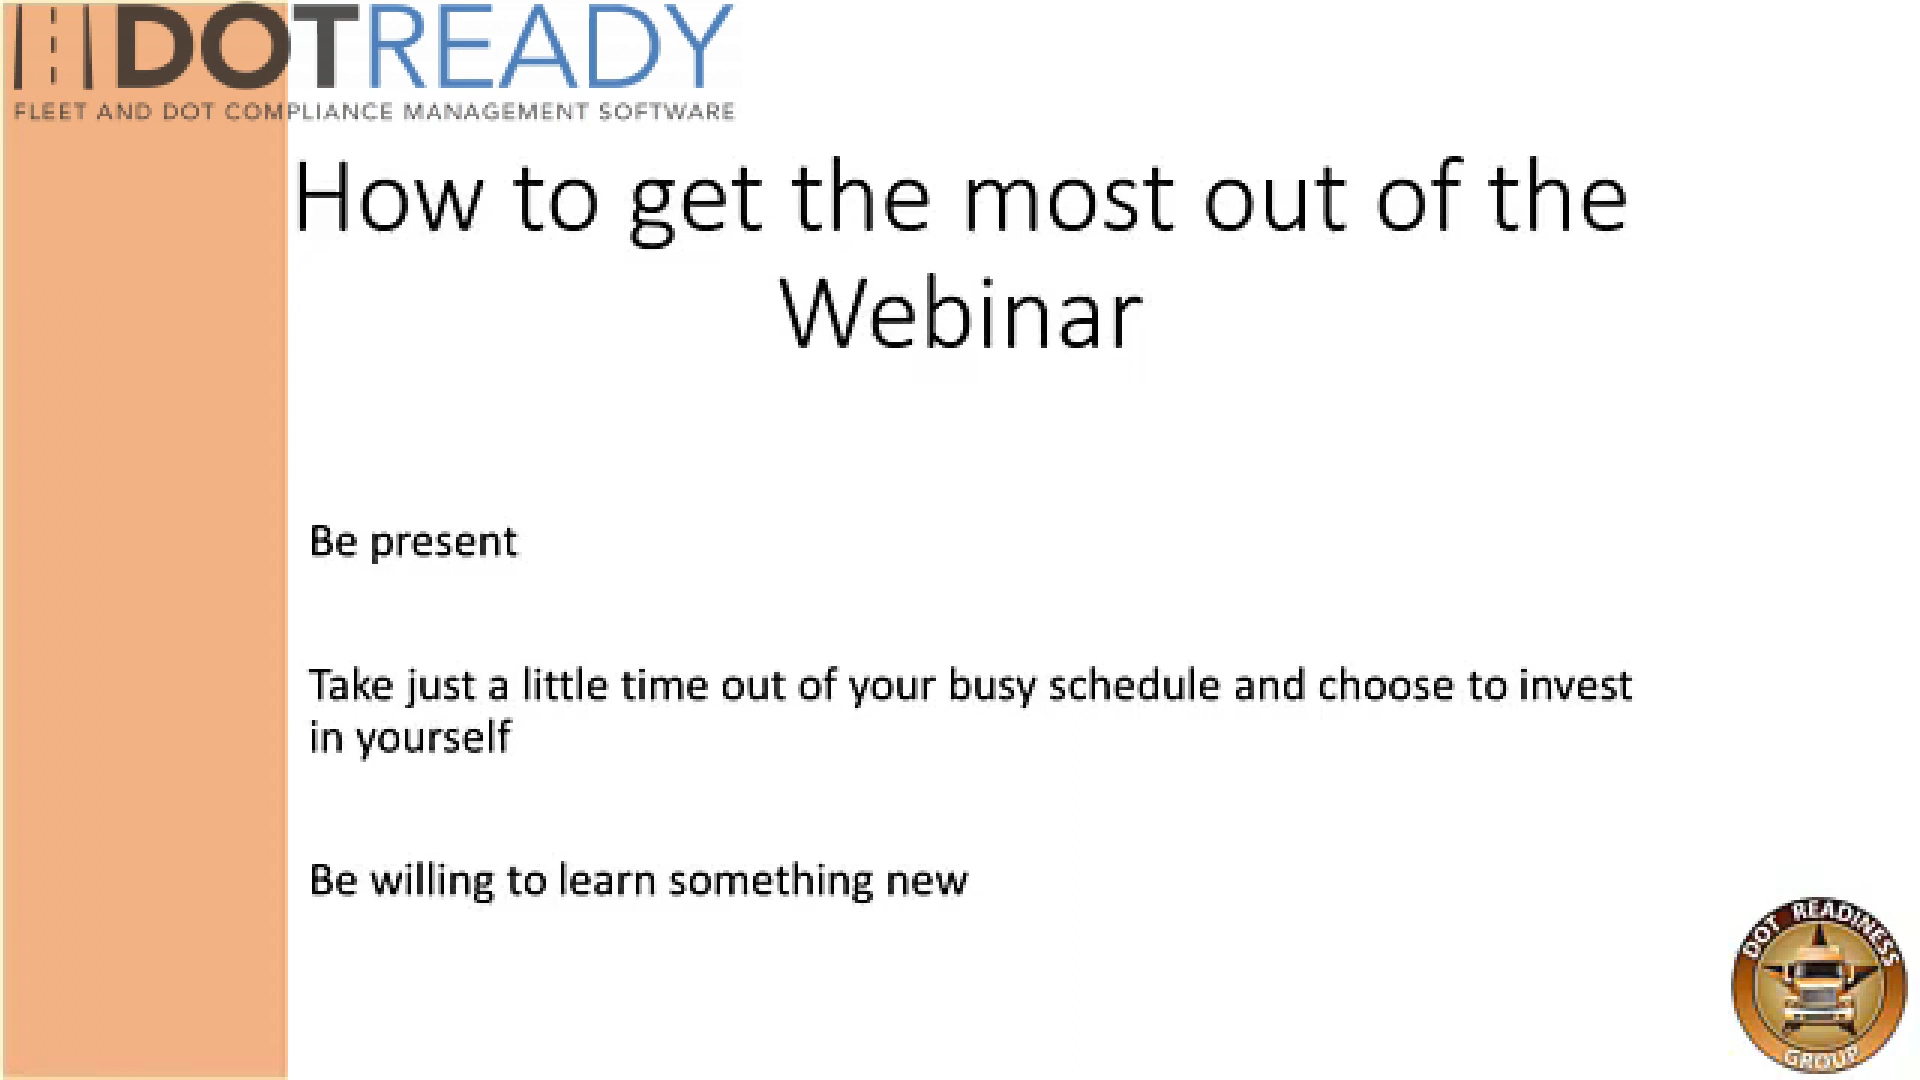 DOTREADY
FLEET AND DOT COMPLIANCE MANAGEMENT SOFTWARE
How to get the most out of the
Webinar
Be present
Take just a little time out of your busy schedule and choose to invest
in yourself
Be willing to learn something new
DOT READINESS
GROUP